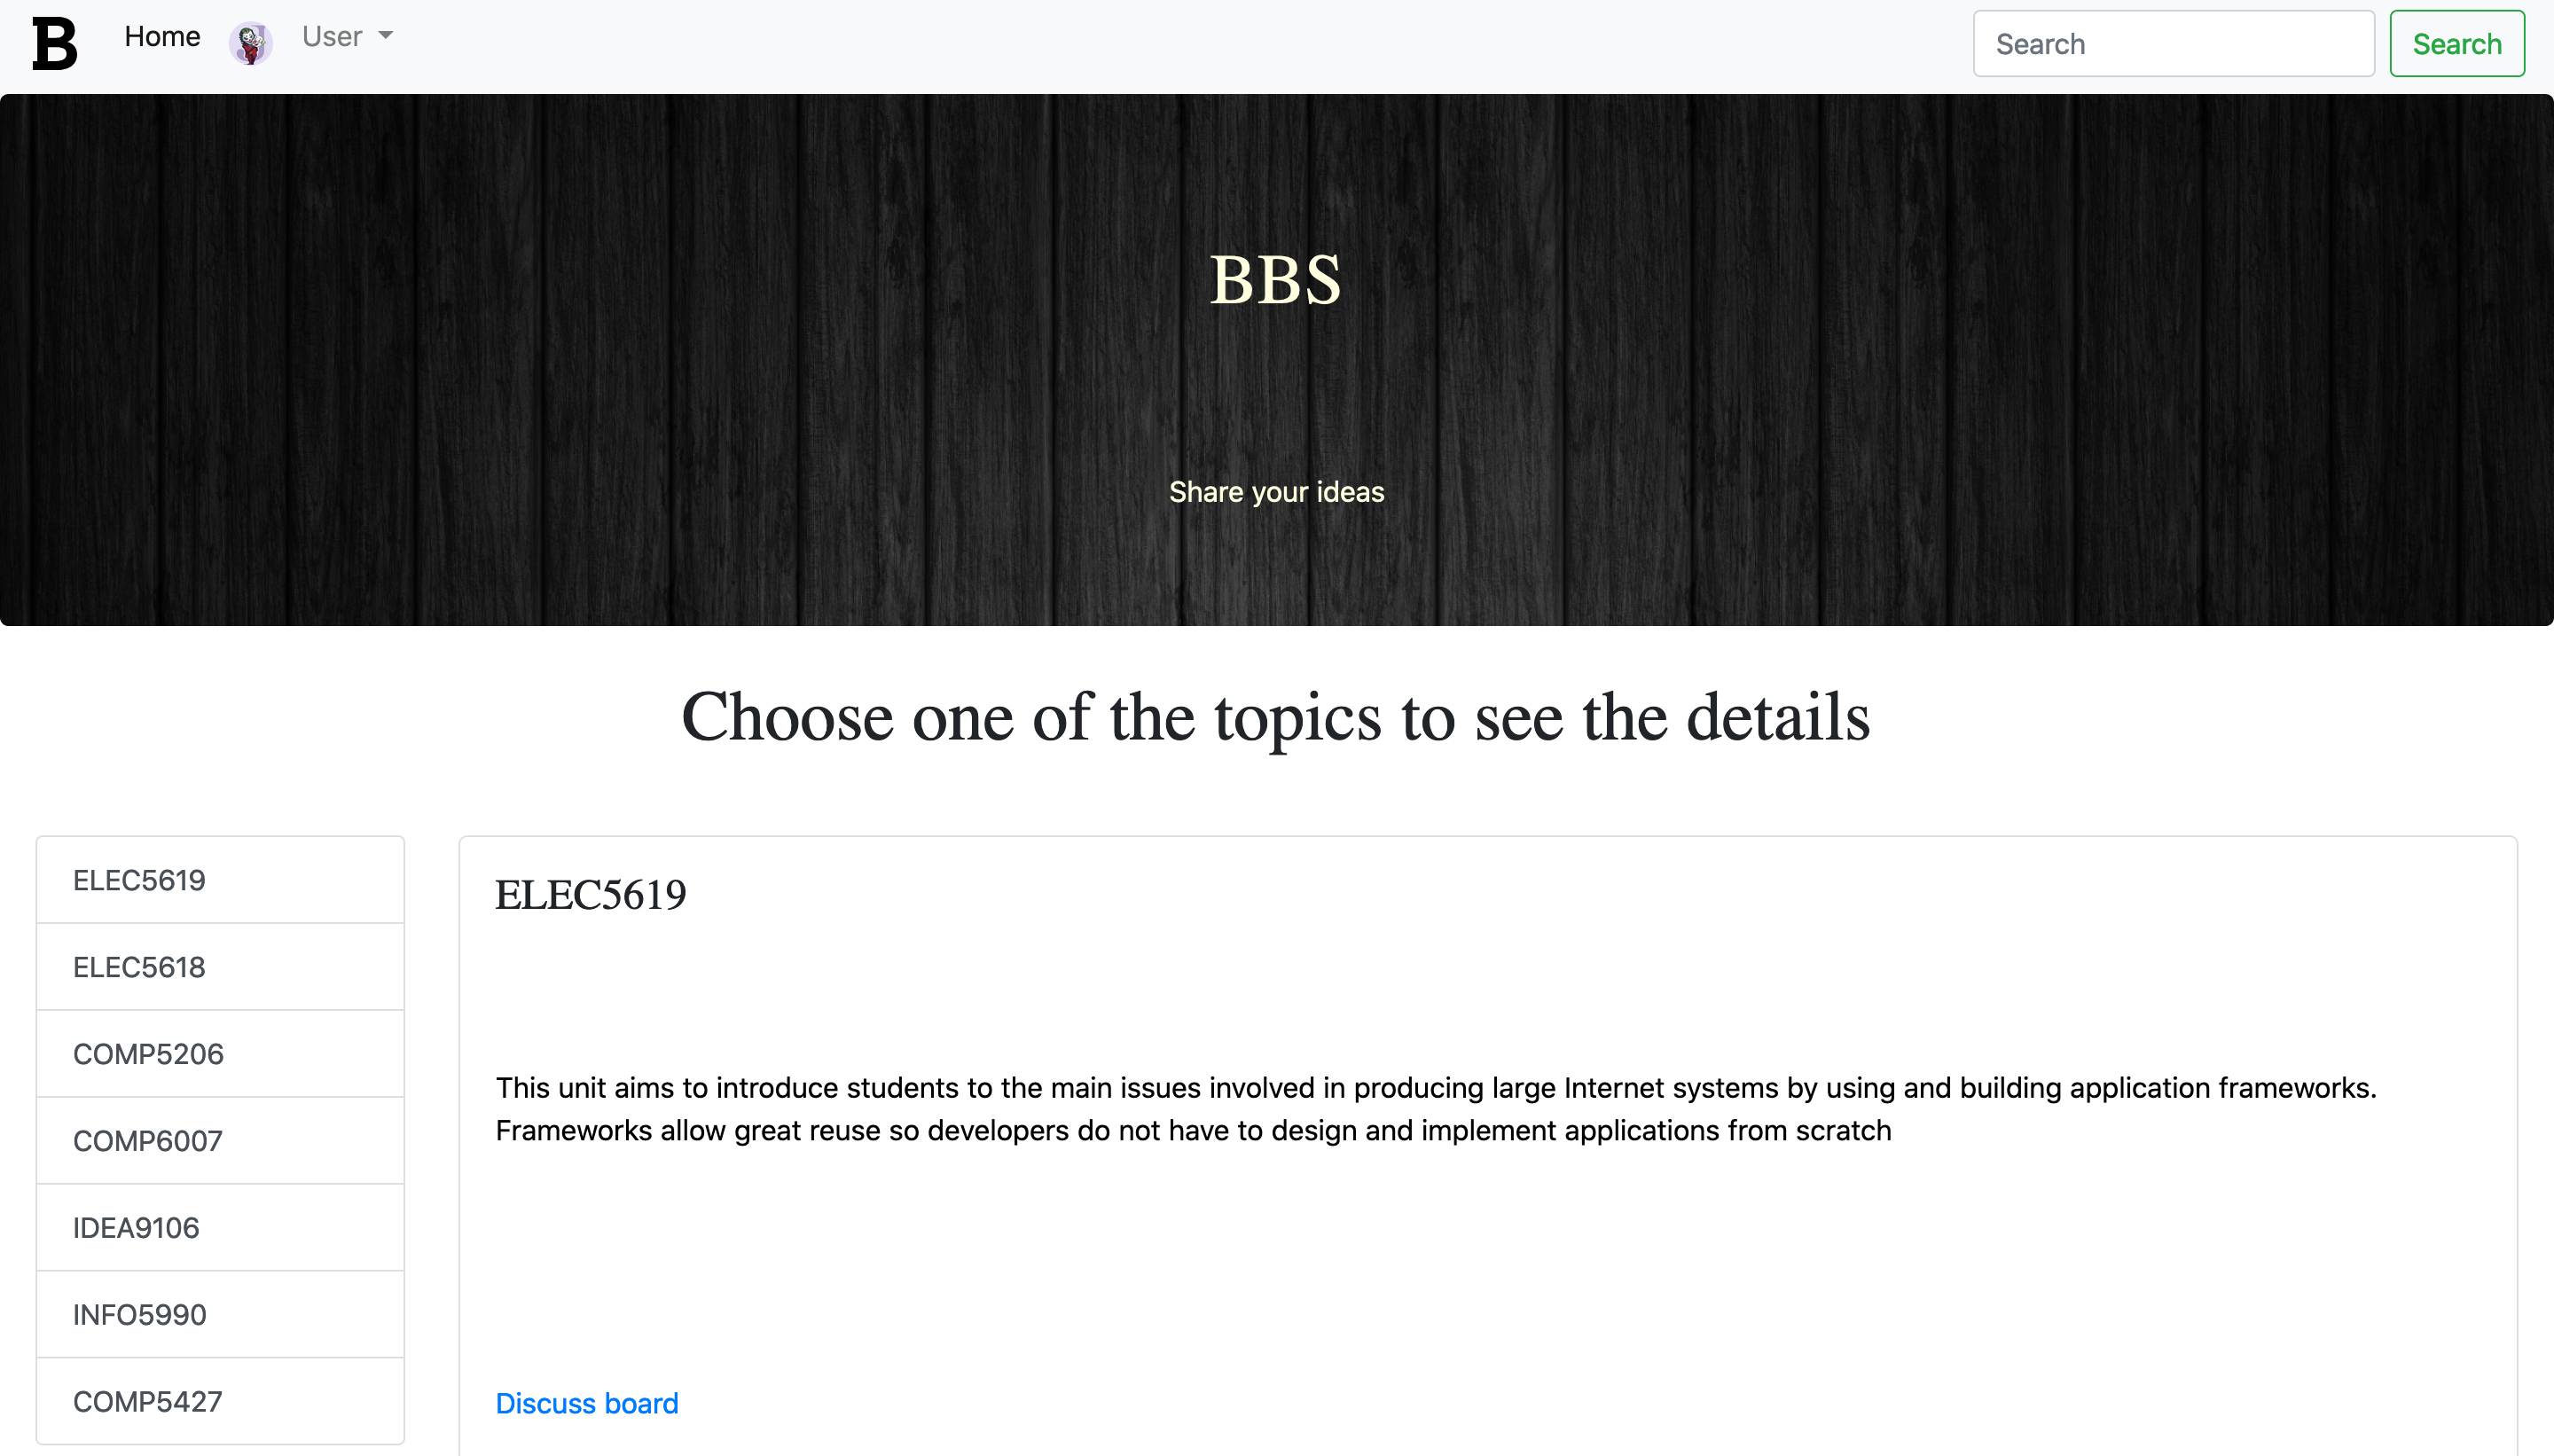 B
Home
User
Search
Search
BBS
Share your ideas
Choose one of the topics to see the details
ELEC5619
ELEC5618
COMP5206
COMP6007
IDEA9106
INFO5990
COMP5427
ELEC5619
This unit aims to introduce students to the main issues involved in producing large Internet systems by using and building application frameworks.
Frameworks allow great reuse so developers do not have to design and implement applications from scratch
Discuss board